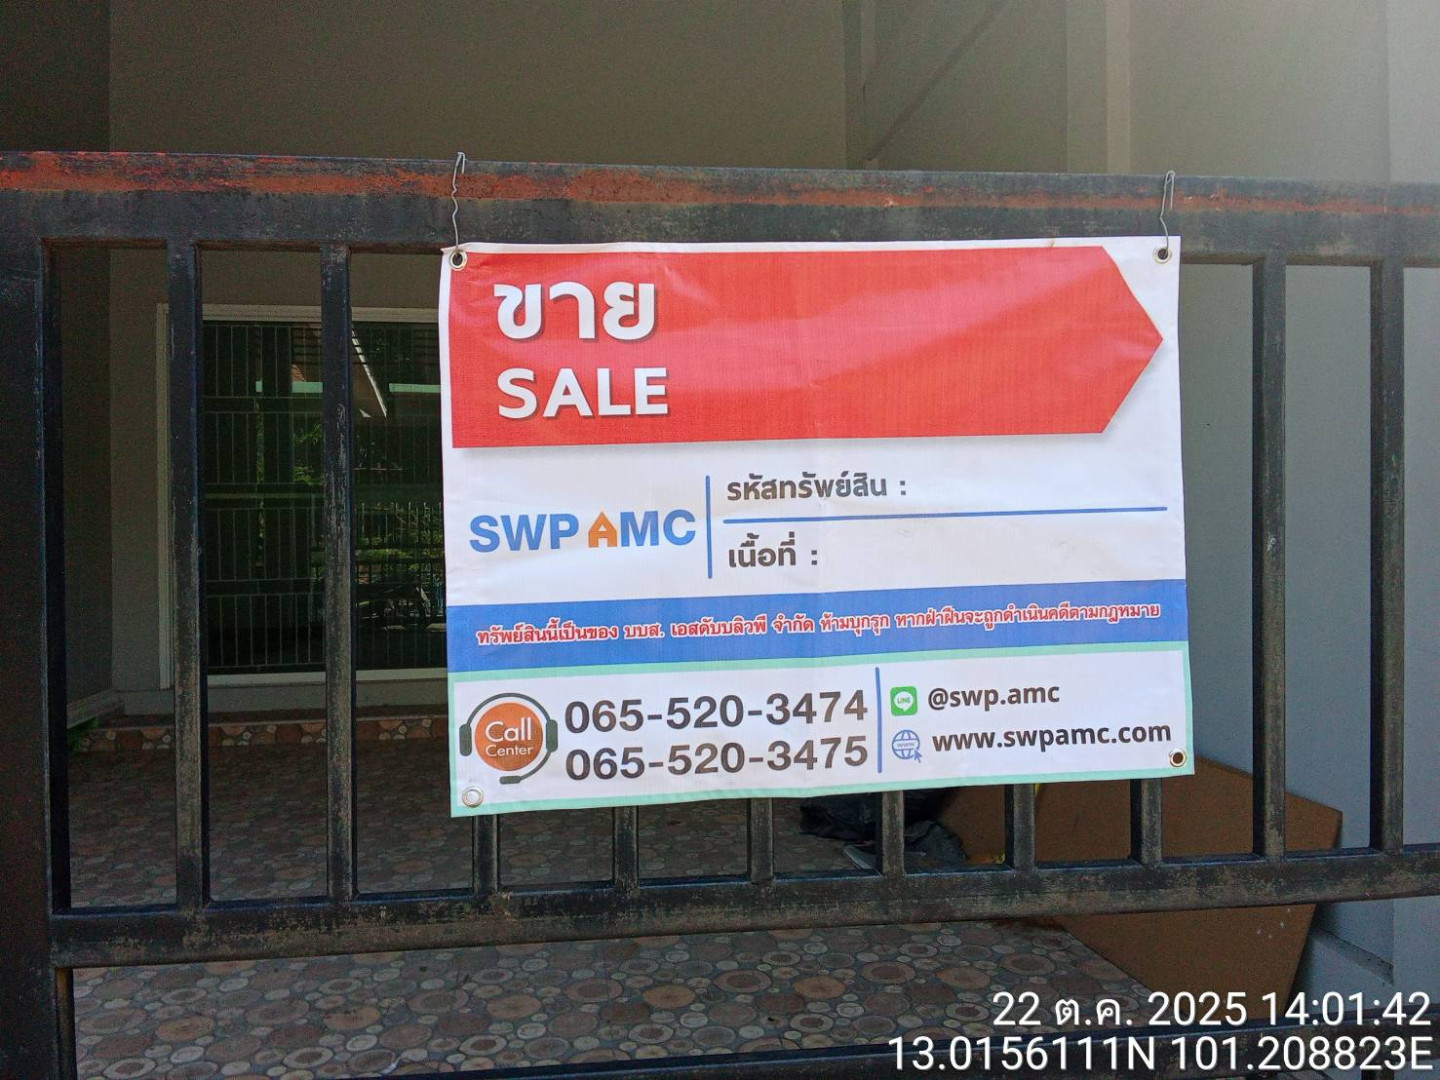 ขาย
SALE
SWP AMC
รหัสทรัพย์สิน :
เนื้อที่ :
ทรัพย์สินนี้เป็นของ บบส. เอสดับบลิวพี จำกัด ห้ามบุกรุก หากฝ่าฝืนจะถูกดำเนินคดีตามกฎหมาย
Call
Center
065-520-3474
065-520-3475
LINE @swp.amc
www www.swpamc.com
22 ต.ค. 2025 14:01:42
13.0156111N 101.208823E